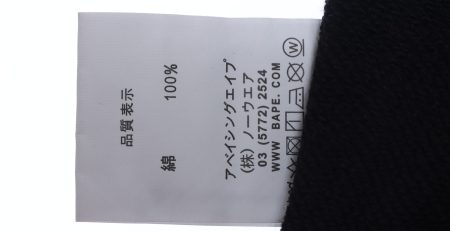 品質表示
綿 100%
アベイシングエイプ
(株) ノーウエア
03 (5772) 2524
WWW BAPE. COM
W